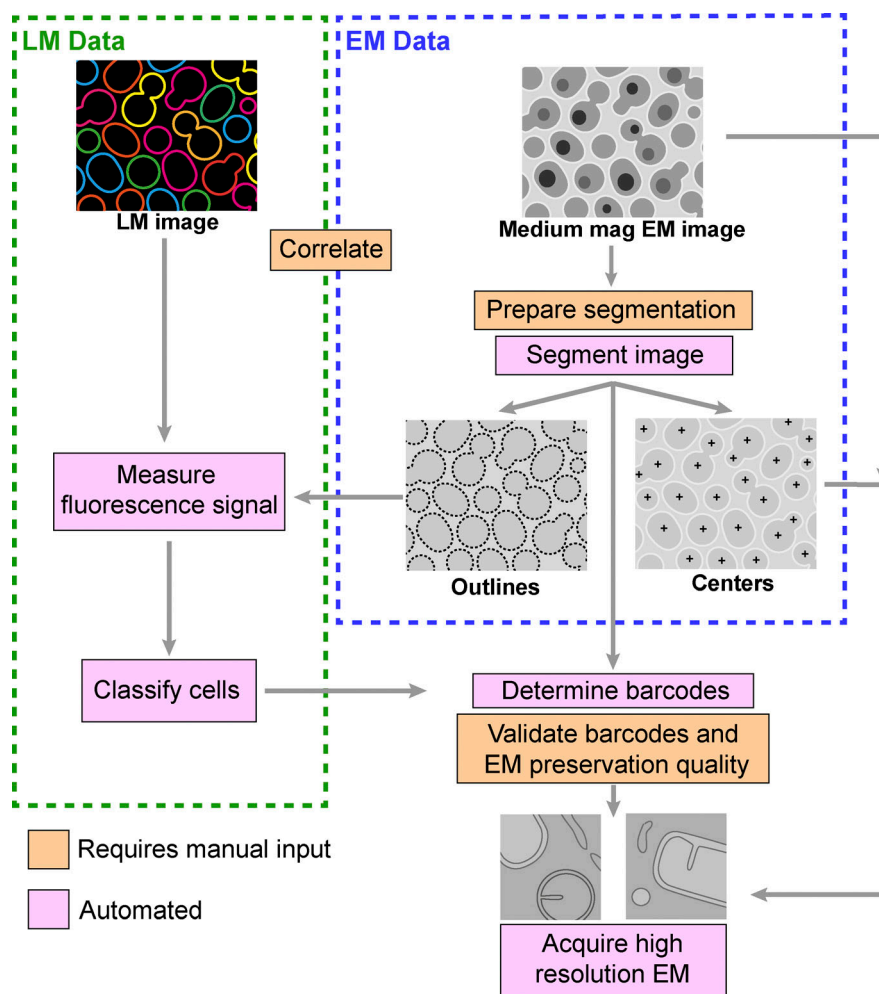 LM Data
EM Data
LM image
Medium mag EM image
Correlate
Prepare segmentation
Segment image
Measure
fluorescence signal
Outlines
Centers
Classify cells
Determine barcodes
Validate barcodes and
EM preservation quality
Requires manual input
Automated
Acquire high
resolution EM